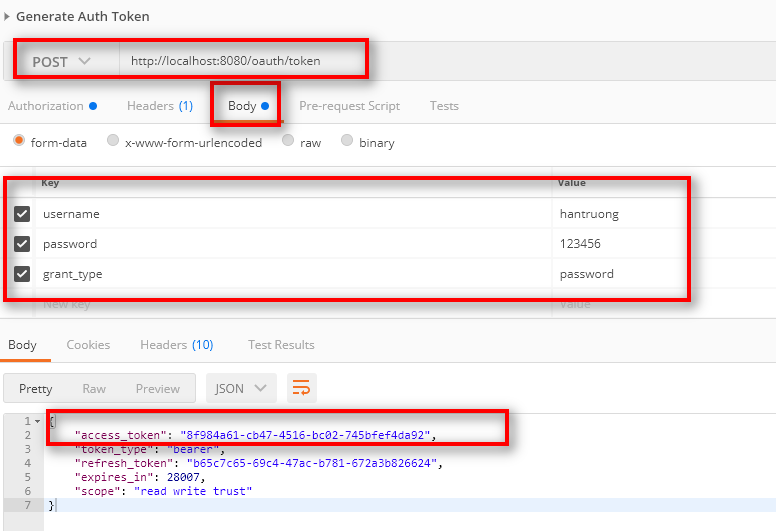 Generate Auth Token
POST http://localhost:8080/oauth/token
Authorization Headers (1) Body Pre-request Script Tests
form-data x-www-form-urlencoded raw binary
Key Value
username hantruong
password 123456
grant_type password
New key Value
Body Cookies Headers (10) Test Results
Pretty Raw Preview JSON
1 {
2 "access_token": "8f984a61-cb47-4516-bc02-745bfef4da92",
3 "token_type": "bearer",
4 "refresh_token": "b65c7c65-69c4-47ac-b781-672a3b826624",
5 "expires_in": 28007,
6 "scope": "read write trust"
7 }